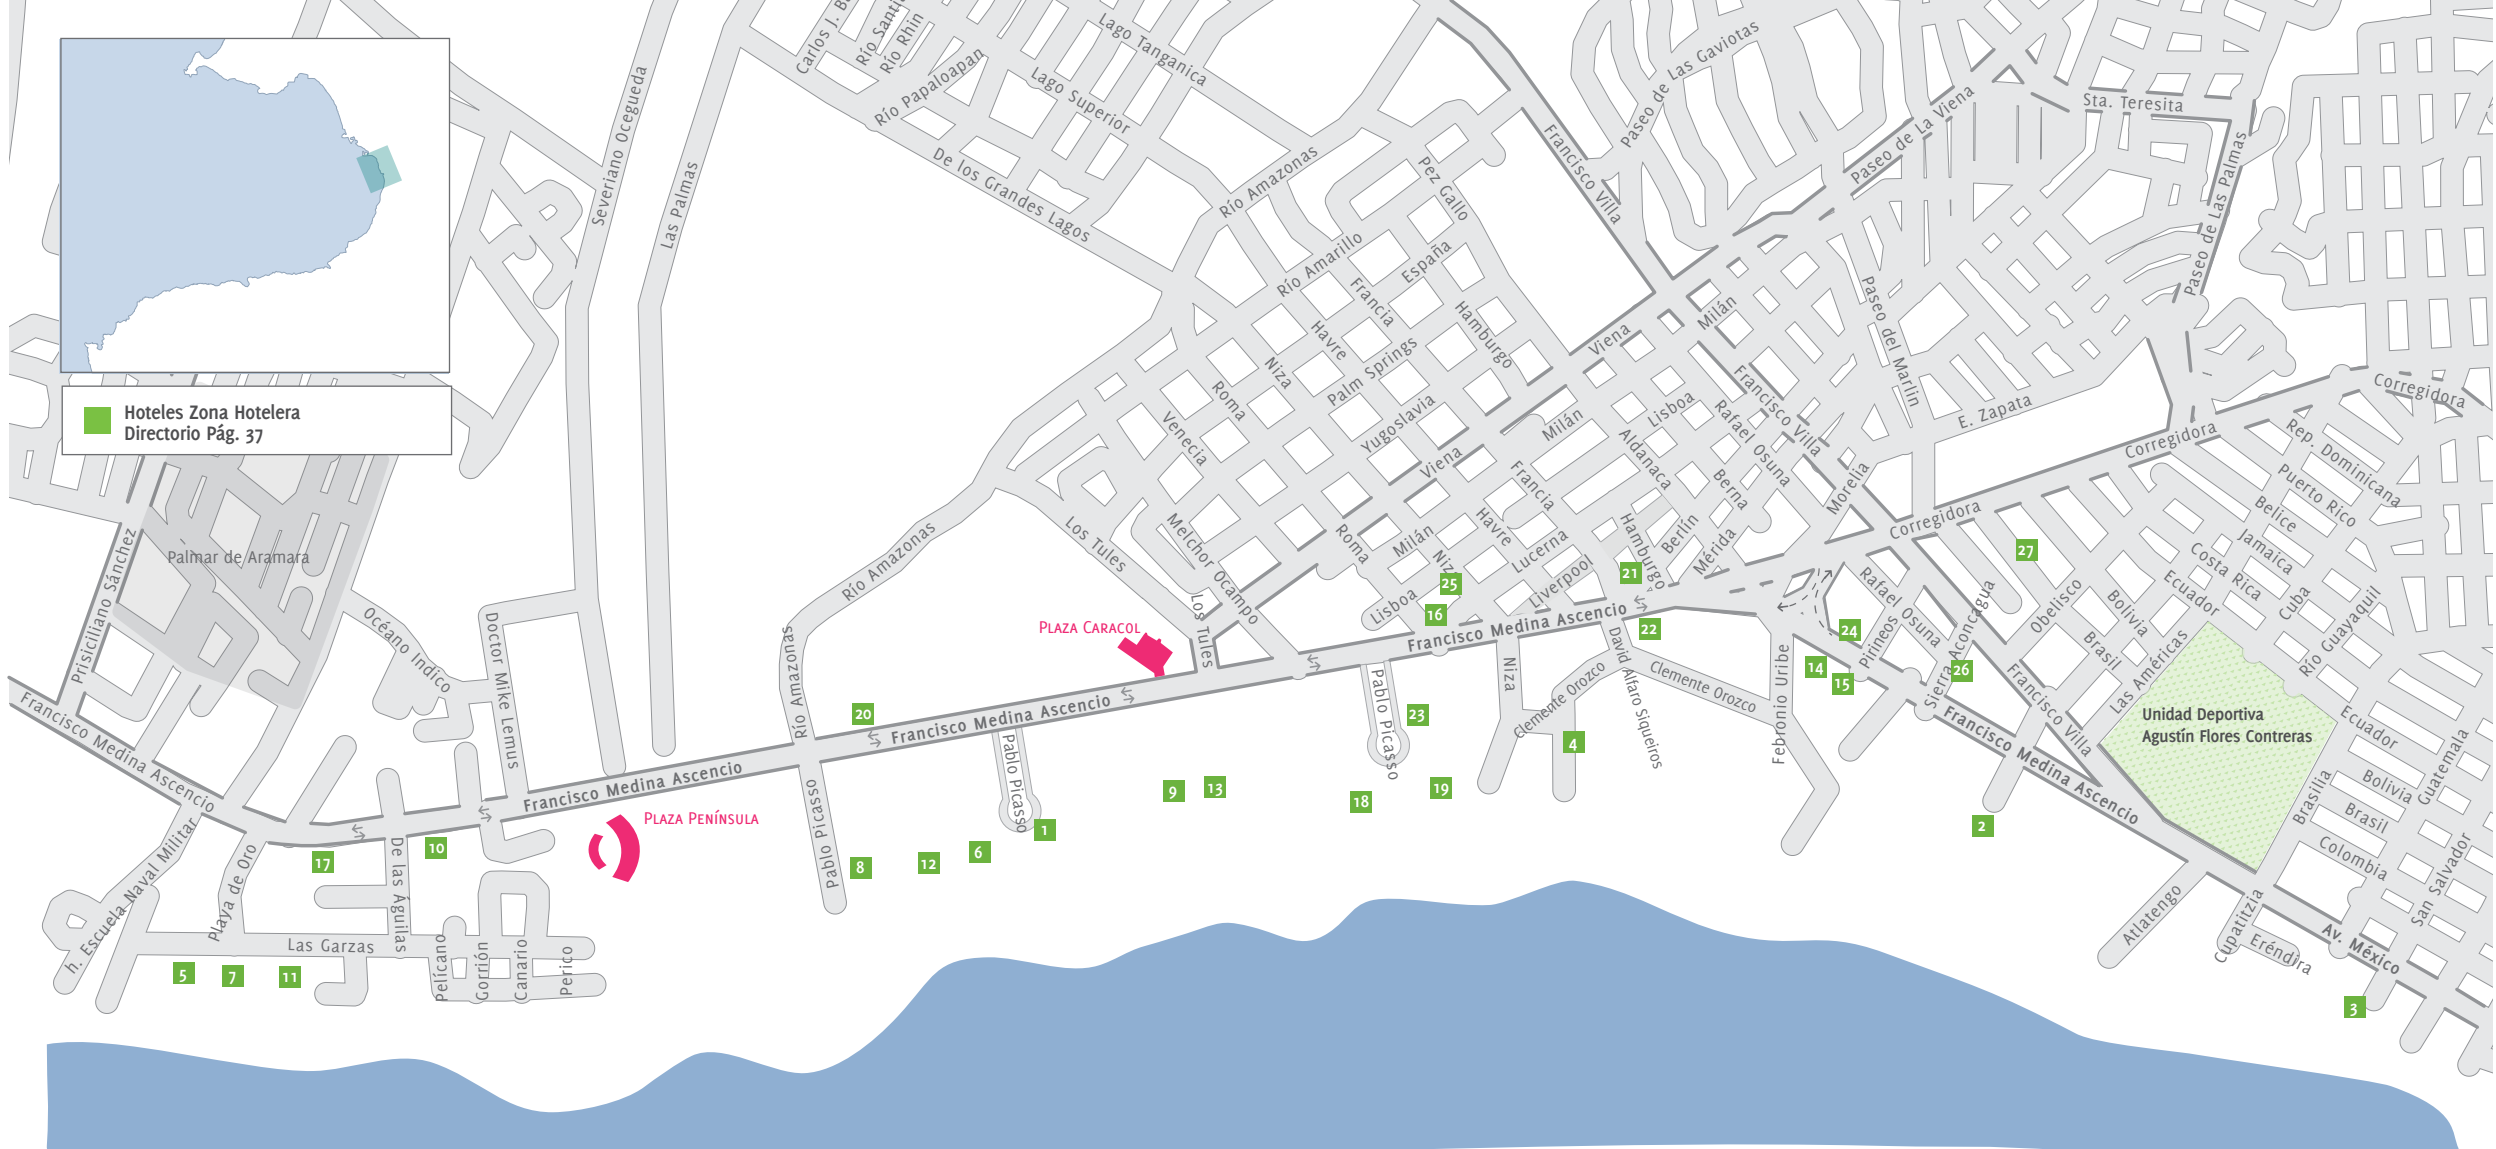 Hoteles Zona Hotelera
Directorio Pág. 37
Río Rhin
Río Papaloapan
Lago Tanganica
Lago Superior
De los Grandes Lagos
Severiano Ocegueda
Las Palmas
Río Amazonas
Río Amarillo
Pez Gallo
España
Francia
Hamburgo
Havre
Palm Springs
Niza
Roma
Yugoslavia
Venecia
Viena
Francisco Villa
Paseo de Las Gaviotas
Paseo de La Viena
Sta. Teresita
Paseo de Las Palmas
Paseo del Marlín
Viena
Milán
Francisco Villa
E. Zapata
Corregidora
Corregidora
Corregidora
Rep. Dominicana
Puerto Rico
Belice
Jamaica
Costa Rica
Cuba
Ecuador
Río Guayaquil
Bolivia
Brasil
Obelisco
Las Américas
Milán
Lisboa
Rafael Osuna
Aldanaca
Berna
Morelia
Francia
Hamburgo
Berlín
Mérida
Havre
Lucerna
Liverpool
Roma
Milán
Niza
Lisboa
Melchor Ocampo
Los Tules
Los Tules
Río Amazonas
Río Amazonas
Palmar de Aramara
Prisiliano Sánchez
Océano Indico
Doctor Mike Lemus
PLAZA CARACOL
PLAZA PENÍNSULA
Francisco Medina Ascencio
Francisco Medina Ascencio
Francisco Medina Ascencio
Francisco Medina Ascencio
Francisco Medina Ascencio
Pablo Picasso
Pablo Picasso
Pablo Picasso
Niza
Clemente Orozco
Clemente Orozco
David Alfaro siqueiros
Febronio Uribe
Rafael Osuna
Pirineos
Sierra Aconcagua
Francisco Villa
Unidad Deportiva
Agustín Flores Contreras
Ecuador
Bolivia
Brasil
Colombia
Brasilia
Guatemala
San Salvador
Av. México
Atlatengo
Cupatitzia
Eréndira
h. Escuela Naval Militar
Playa de Oro
De las Águilas
Las Garzas
Pelícano
Gorrión
Canario
Perico
27
21
25
16
22
24
14
15
26
20
23
4
9
13
18
19
2
1
6
12
8
10
17
5
7
11
3